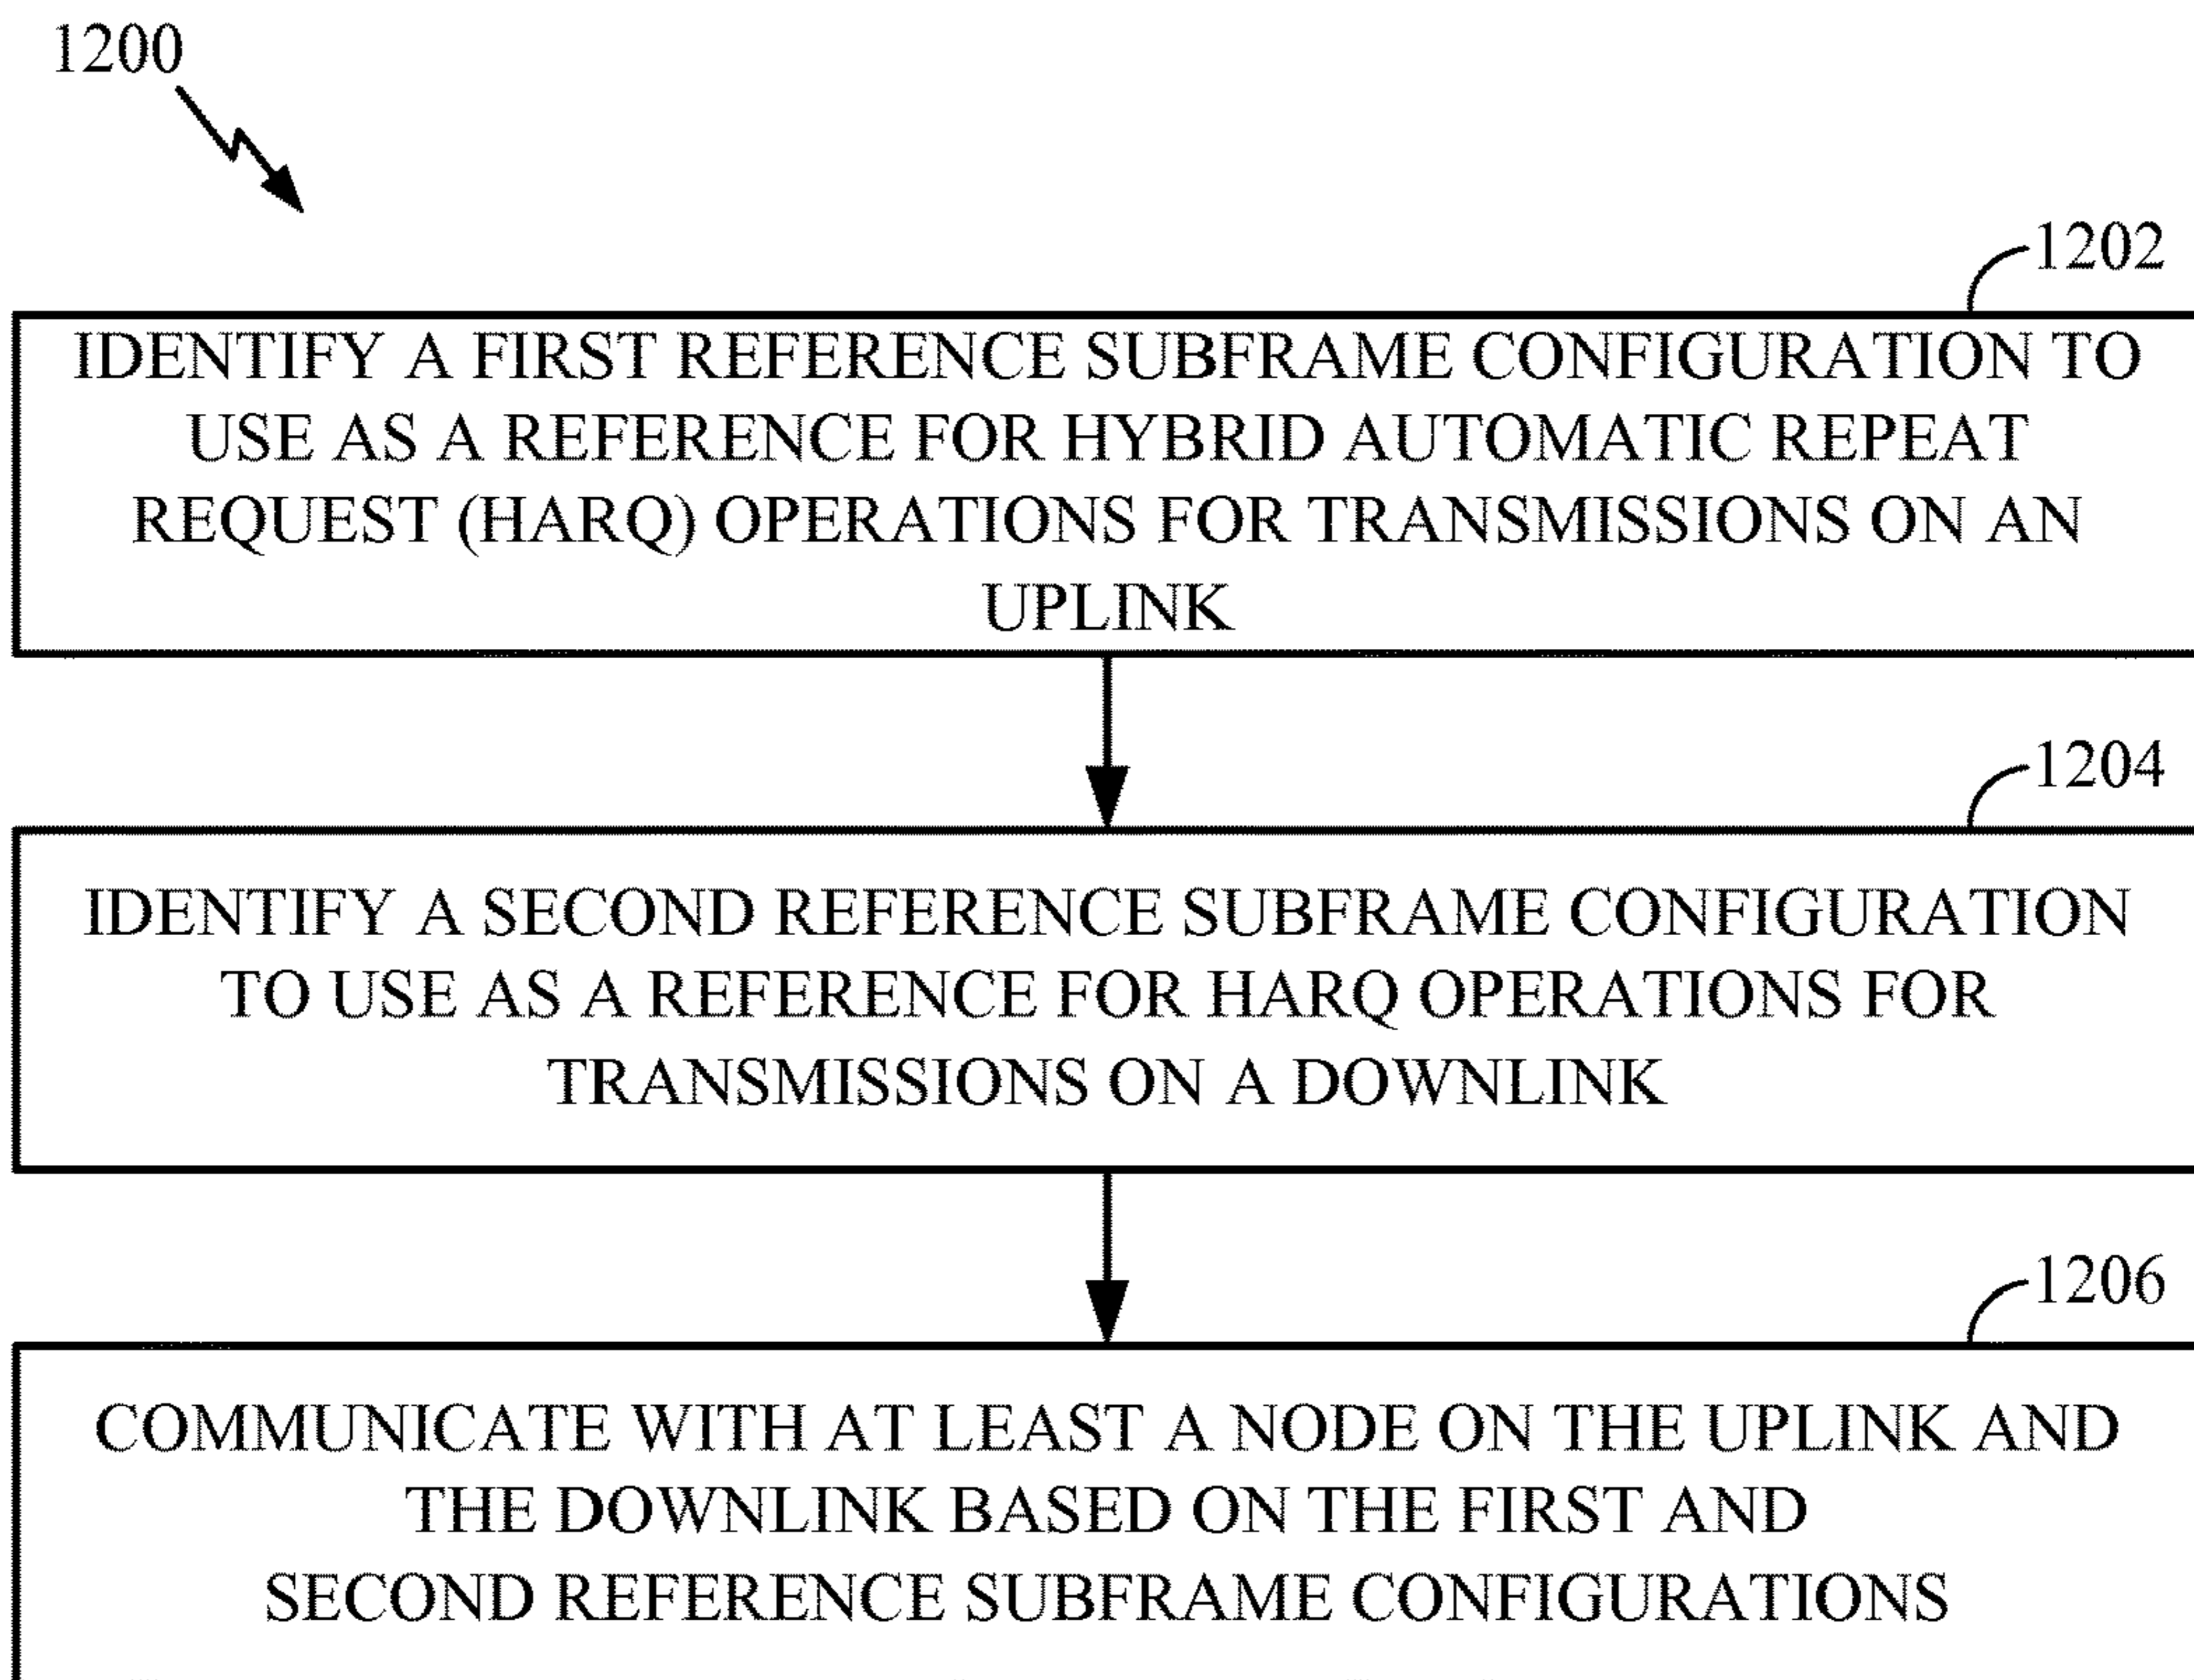 1200
1202
IDENTIFY A FIRST REFERENCE SUBFRAME CONFIGURATION TO
USE AS A REFERENCE FOR HYBRID AUTOMATIC REPEAT
REQUEST (HARQ) OPERATIONS FOR TRANSMISSIONS ON AN
UPLINK
1204
IDENTIFY A SECOND REFERENCE SUBFRAME CONFIGURATION
TO USE AS A REFERENCE FOR HARQ OPERATIONS FOR
TRANSMISSIONS ON A DOWNLINK
1206
COMMUNICATE WITH AT LEAST A NODE ON THE UPLINK AND
THE DOWNLINK BASED ON THE FIRST AND
SECOND REFERENCE SUBFRAME CONFIGURATIONS